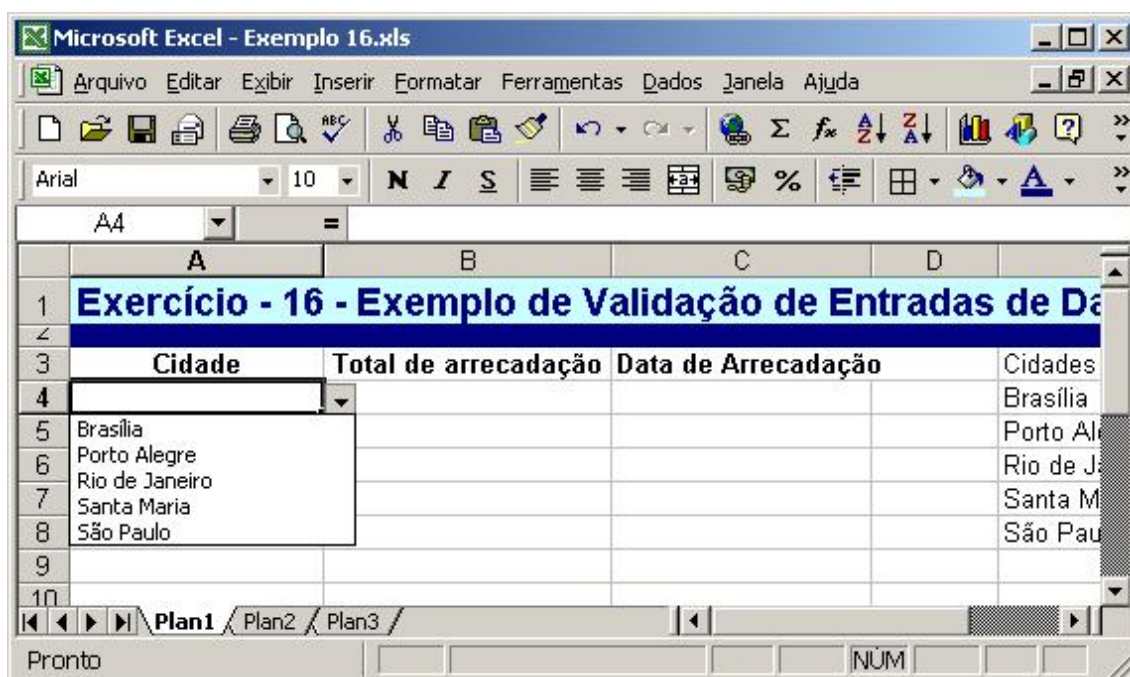 Microsoft Excel - Exemplo 16.xls
Arquivo Editar Exibir Inserir Formatar Ferramentas Dados Janela Ajuda
ABC Σ fx A Z Z A ?
Arial 10 N I S a % A
A4 =
A B C D
1 Exercício - 16 - Exemplo de Validação de Entradas de Da
2
3 Cidade Total de arrecadação Data de Arrecadação Cidades
4 Brasília
5 Brasília Porto Al
6 Porto Alegre Rio de J
Rio de Janeiro
7 Santa Maria Santa M
8 São Paulo São Pau
9
10
Plan1 Plan2 Plan3
Pronto NÚM